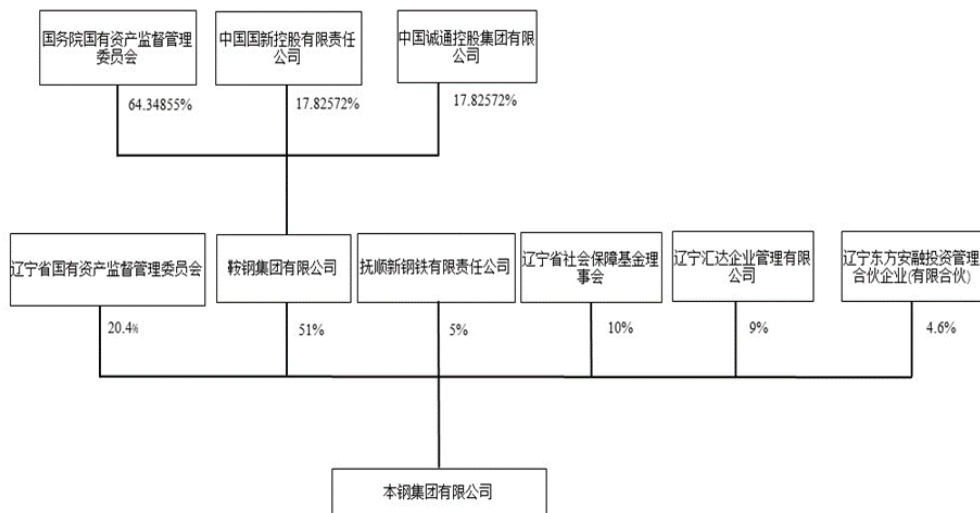 国务院国有资产监督管理
委员会
中国国新控股有限责任
公司
中国诚通控股集团有限
公司
64.34855%
17.82572%
17.82572%
辽宁省国有资产监督管理委员会
鞍钢集团有限公司
抚顺新钢铁有限责任公司
辽宁省社会保障基金理
事会
辽宁汇达企业管理有限
公司
辽宁东方安融投资管理
合伙企业(有限合伙)
20.4%
51%
5%
10%
9%
4.6%
本钢集团有限公司